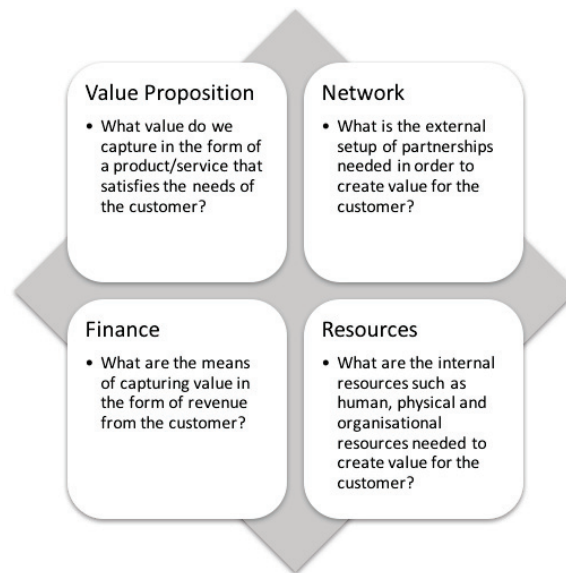 Value Proposition
• What value do we
capture in the form of
a product/service that
satisfies the needs of
the customer?
Network
• What is the external
setup of partnerships
needed in order to
create value for the
customer?
Finance
• What are the means
of capturing value in
the form of revenue
from the customer?
Resources
• What are the internal
resources such as
human, physical and
organisational
resources needed to
create value for the
customer?